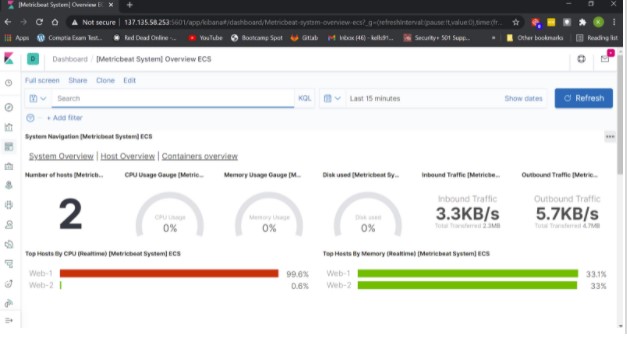 [Metricbeat System] Overview E
Not secure | 137.135.58.253:5601/app/kibana#/dashboard/Metricbeat-system-overview-ecs?_g=(refreshInterval:(pause:!t,value:0),time:(fr...
Apps Comptia Exam Test... Red Dead Online -... YouTube Bootcamp Spot Gitlab Security+ 501 Supp... Other bookmarks Reading list
D Dashboard / [Metricbeat System] Overview ECS
Full screen Share Clone Edit
Search KQL Last 15 minutes Show dates Refresh
+ Add filter
System Navigation [Metricbeat System] ECS
System Overview | Host Overview | Containers overview
Number of hosts [Metricb... CPU Usage Gauge [Metric... Memory Usage Gauge [M... Disk used [Metricbeat Sy... Inbound Traffic [Metricbe... Outbound Traffic [Metric...
2
CPU Usage
0%
Memory Usage
0%
Disk used
0%
Inbound Traffic
3.3KB/s
Total Transferred 2.3MB
Outbound Traffic
5.7KB/s
Total Transferred 4.7MB
Top Hosts By CPU (Realtime) [Metricbeat System] ECS
Web-1 99.6%
Web-2 0.6%
Top Hosts By Memory (Realtime) [Metricbeat System] ECS
Web-1 33.1%
Web-2 33%